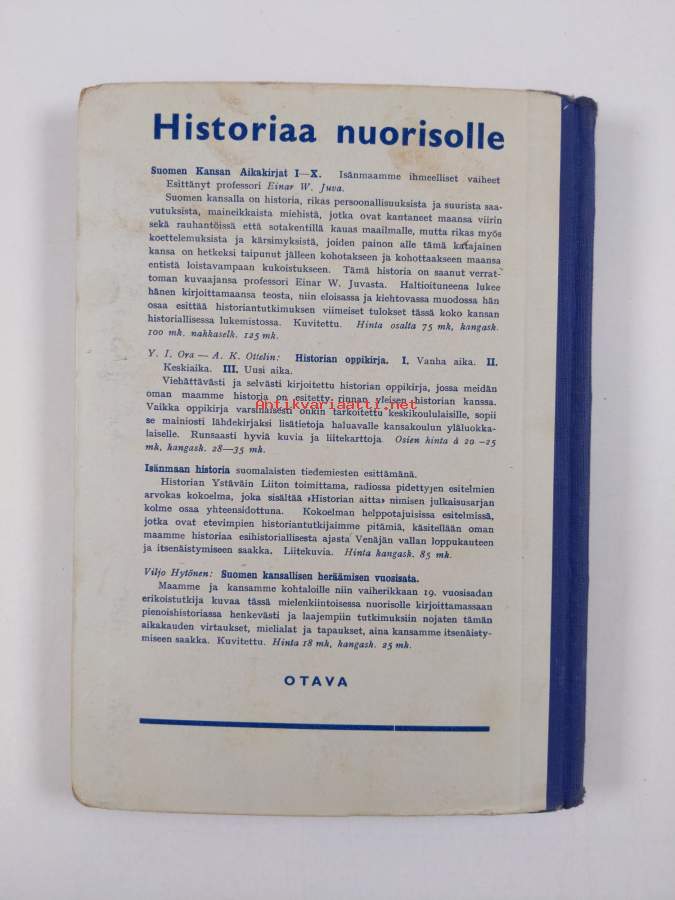 Historiaa nuorisolle
Suomen Kansan Aikakirjat I—X. Isänmaamme ihmeelliset vaiheet
Esittänyt professori Einar W. Juva.
Suomen kansalla on historia, rikas persoonallisuuksista ja suurista saa-
vutuksista, maineikkaista miehistä, jotka ovat kantaneet maansa viirin
sekä rauhantöissä että sotakentillä kauas maailmalle, mutta rikas myös
koettelemuksista ja kärsimyksistä, joiden painon alle tämä katajainen
kansa on hetkeksi taipunut jälleen kohotakseen ja kohottaakseen maansa
entistä loistavampaan kukoistukseen. Tämä historia on saanut verrat-
toman kuvaajansa professori Einar W. Juvasta. Haltioituneena lukee
hänen kirjoittamaansa teosta, niin eloisassa ja kiehtovassa muodossa hän
osaa esittää historiantutkimuksen viimeiset tulokset tässä koko kansan
historiallisessa lukemistossa. Kuvitettu. Hinta osalta 75 mk, kangask.
100 mk. nahkaselk. 125 mk.
Y. I. Ora — A. K. Ottelin: Historian oppikirja. I. Vanha aika. II.
Keskiaika. III. Uusi aika.
Viehättävästi ja selvästi kirjoitettu historian oppikirja, jossa meidän
oman maamme historia on esitetty rinnan yleisen historian kanssa.
Antikvariaatti.net
Vaikka oppikirja varsinaisesti onkin tarkoitettu keskikoululaisille, sopii
se mainiosti lähdekirjaksi lisätietoja haluavalle kansakoulun yläluokka-
laiselle. Runsaasti hyviä kuvia ja liitekarttoja. Osien hinta à 20—25
mk, kangask. 28—35 mk.
Isänmaan historia suomalaisten tiedemiesten esittämänä.
Historian Ystäväin Liiton toimittama, radiossa pidettyjen esitelmien
arvokas kokoelma, joka sisältää »Historian aitta» nimisen julkaisusarjan
kolme osaa yhteensidottuna. Kokoelman helppotajuisissa esitelmissä,
jotka ovat etevimpien historiantutkijaimme pitämiä, käsitellään oman
maamme historiaa esihistoriallisesta ajasta Venäjän vallan loppukauteen
ja itsenäistymiseen saakka. Liitekuvia. Hinta kangask. 85 mk.
Viljo Hytönen: Suomen kansallisen heräämisen vuosisata.
Maamme ja kansamme kohtaloille niin vaiherikkaan 19. vuosisadan
erikoistutkija kuvaa tässä mielenkiintoisessa nuorisolle kirjoittamassaan
pienoishistoriassa henkevästi ja laajempiin tutkimuksiin nojaten tämän
aikakauden virtaukset, mielialat ja tapaukset, aina kansamme itsenäisty-
miseen saakka. Kuvitettu. Hinta 18 mk, kangask. 25 mk.
OTAVA